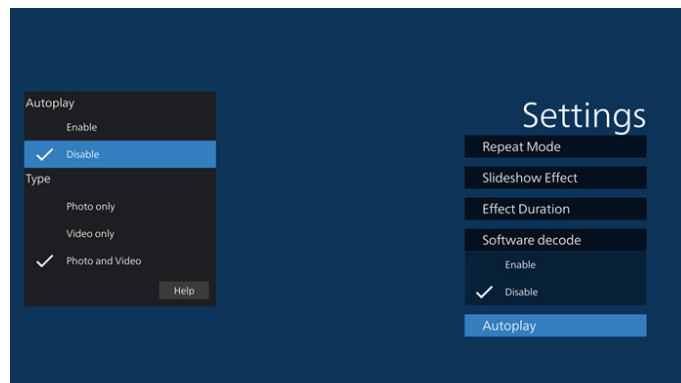 Autoplay
Enable
Disable
Type
Photo only
Video only
Photo and Video
Help
Settings
Repeat Mode
Slideshow Effect
Effect Duration
Software decode
Enable
Disable
Autoplay